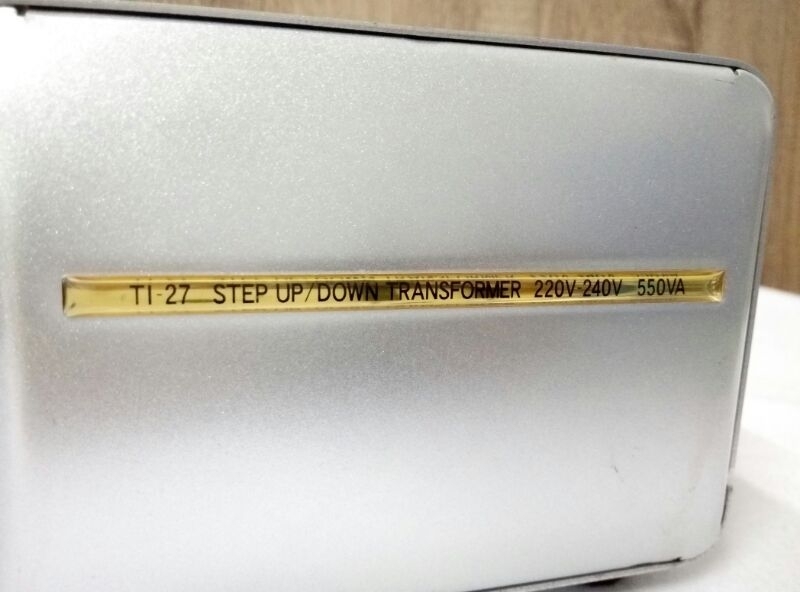 TI-27 STEP UP/DOWN TRANSFORMER 220V-240V 550VA